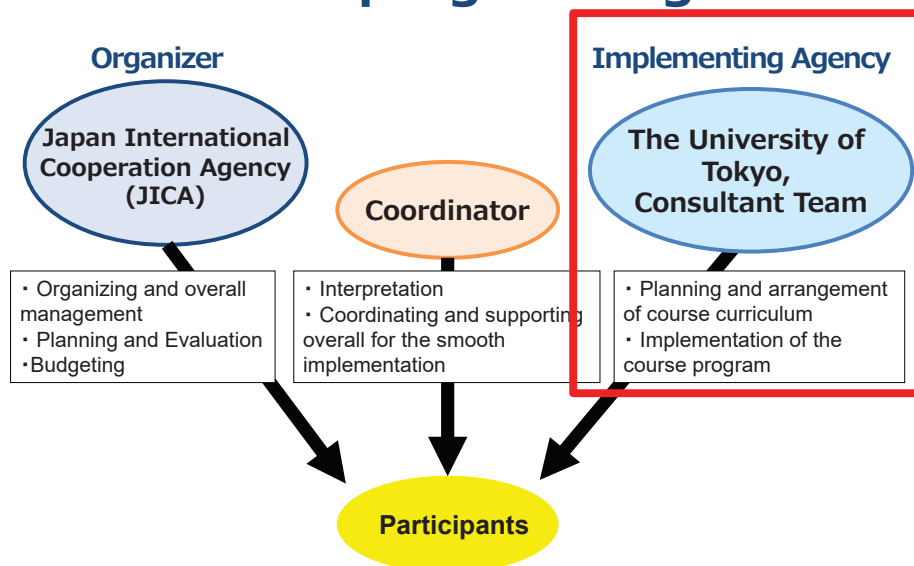 Organizer
Japan International
Cooperation Agency
(JICA)
・Organizing and overall
management
・Planning and Evaluation
・Budgeting
Coordinator
・Interpretation
・Coordinating and supporting
overall for the smooth
implementation
Implementing Agency
The University of
Tokyo,
Consultant Team
・Planning and arrangement
of course curriculum
・Implementation of the
course program
Participants